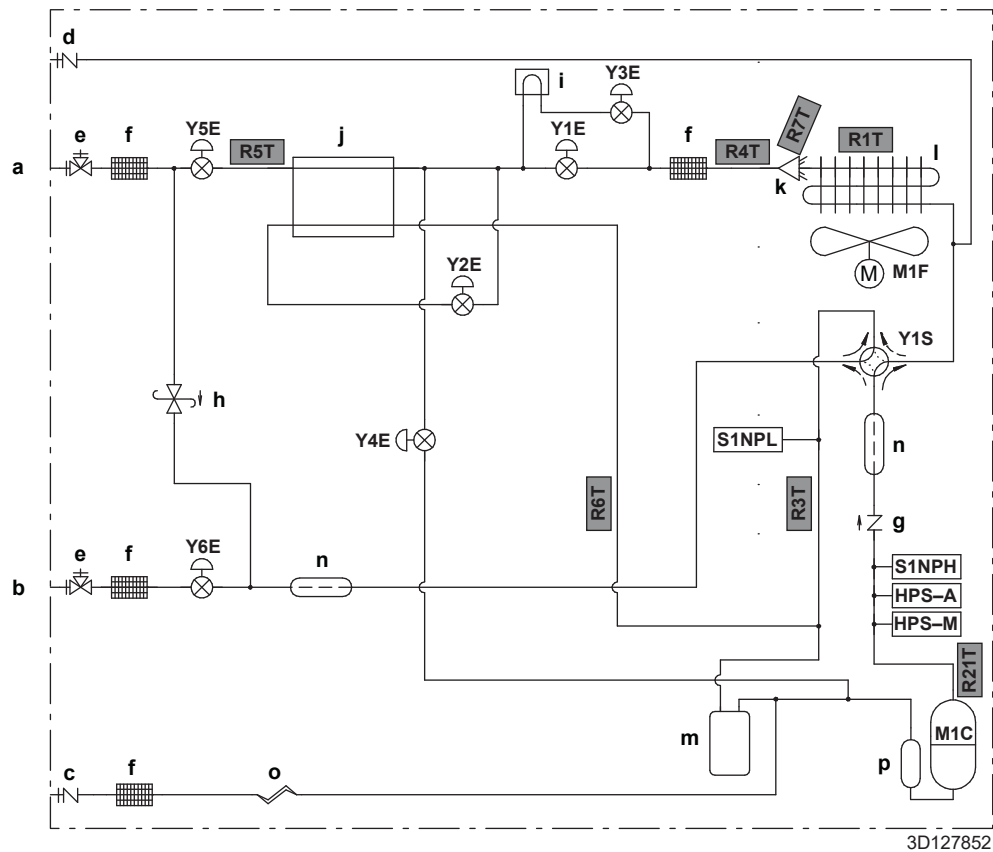 d
i
Y3E
e
f
Y5E
R5T
j
Y1E
f
R4T
R7T
R1T
l
a
k
Y2E
M
M1F
Y1S
h
Y4E
S1NPL
n
R6T
R3T
g
e
f
Y6E
n
b
S1NPH
HPS–A
HPS–M
R21T
m
M1C
p
c
f
o
3D127852